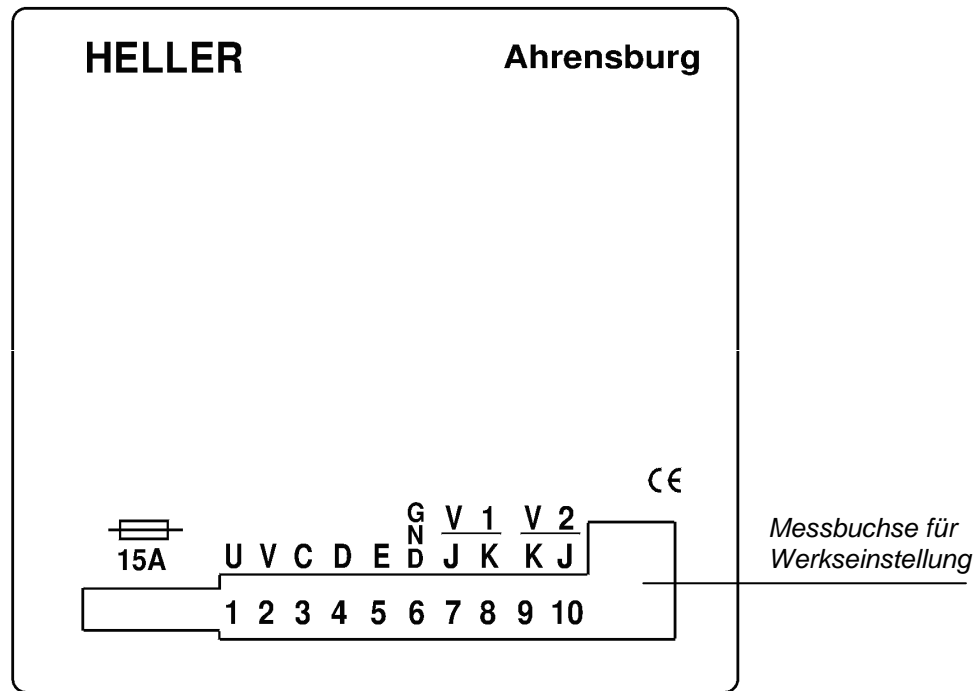 HELLER Ahrensburg
CE
15A
U V C D E GND V 1 V 2
J K K J
1 2 3 4 5 6 7 8 9 10
Messbuchse für
Werkseinstellung